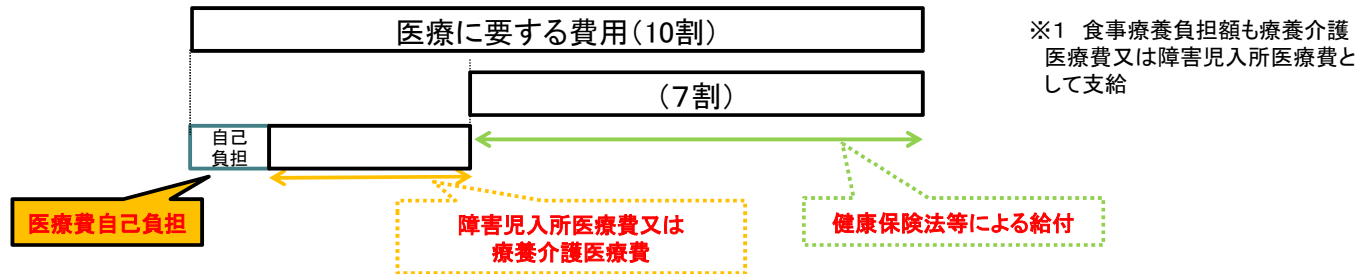 医療に要する費用(10割)
※1 食事療養負担額も療養介護
医療費又は障害児入所医療費と
して支給
(7割)
自己
負担
医療費自己負担
障害児入所医療費又は
療養介護医療費
健康保険法等による給付